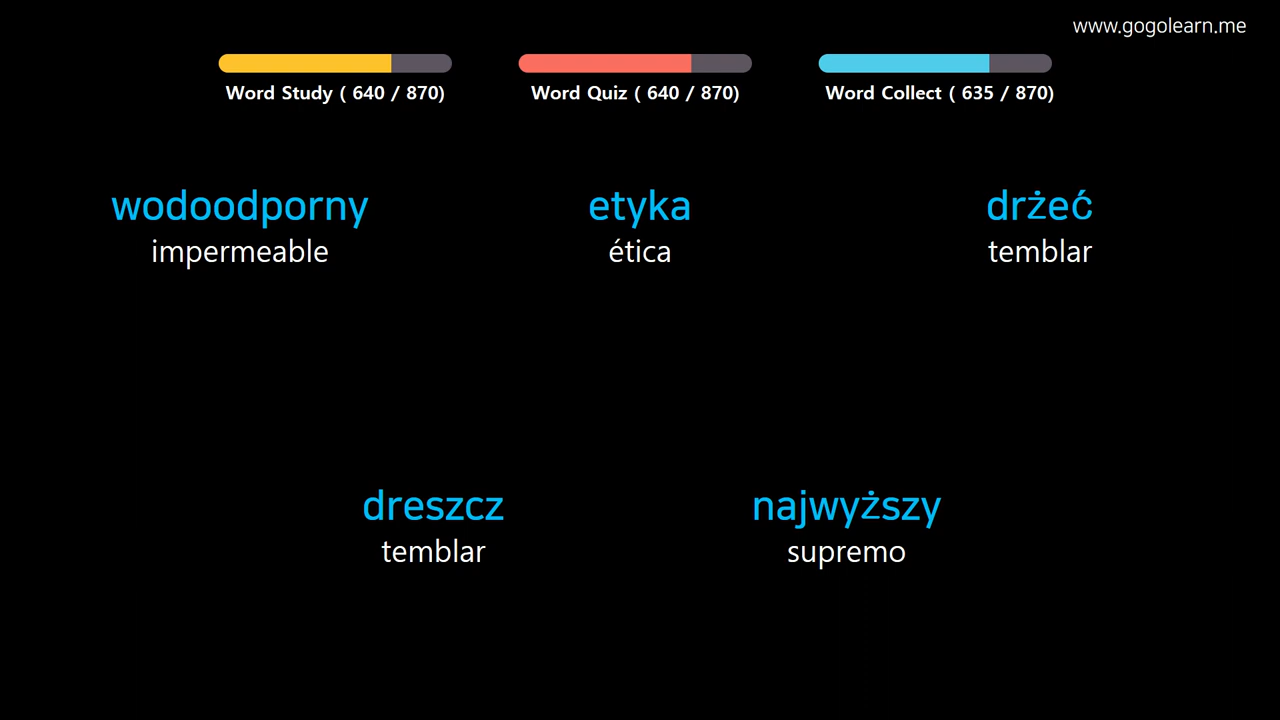 www.gogolearn.me
Word Study ( 640 / 870)
Word Quiz ( 640 / 870)
Word Collect ( 635 / 870)
wodoodporny
impermeable
etyka
ética
drżeć
temblar
dreszcz
temblar
najwyższy
supremo